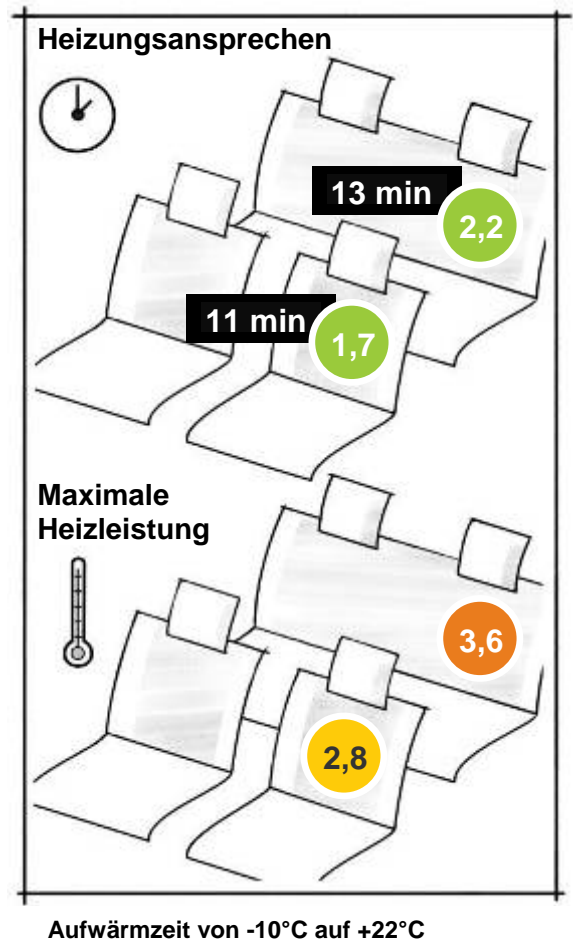 Heizungsansprechen
13 min
2,2
11 min
1,7
Maximale
Heizleistung
3,6
2,8
Aufwärmzeit von -10°C auf +22°C